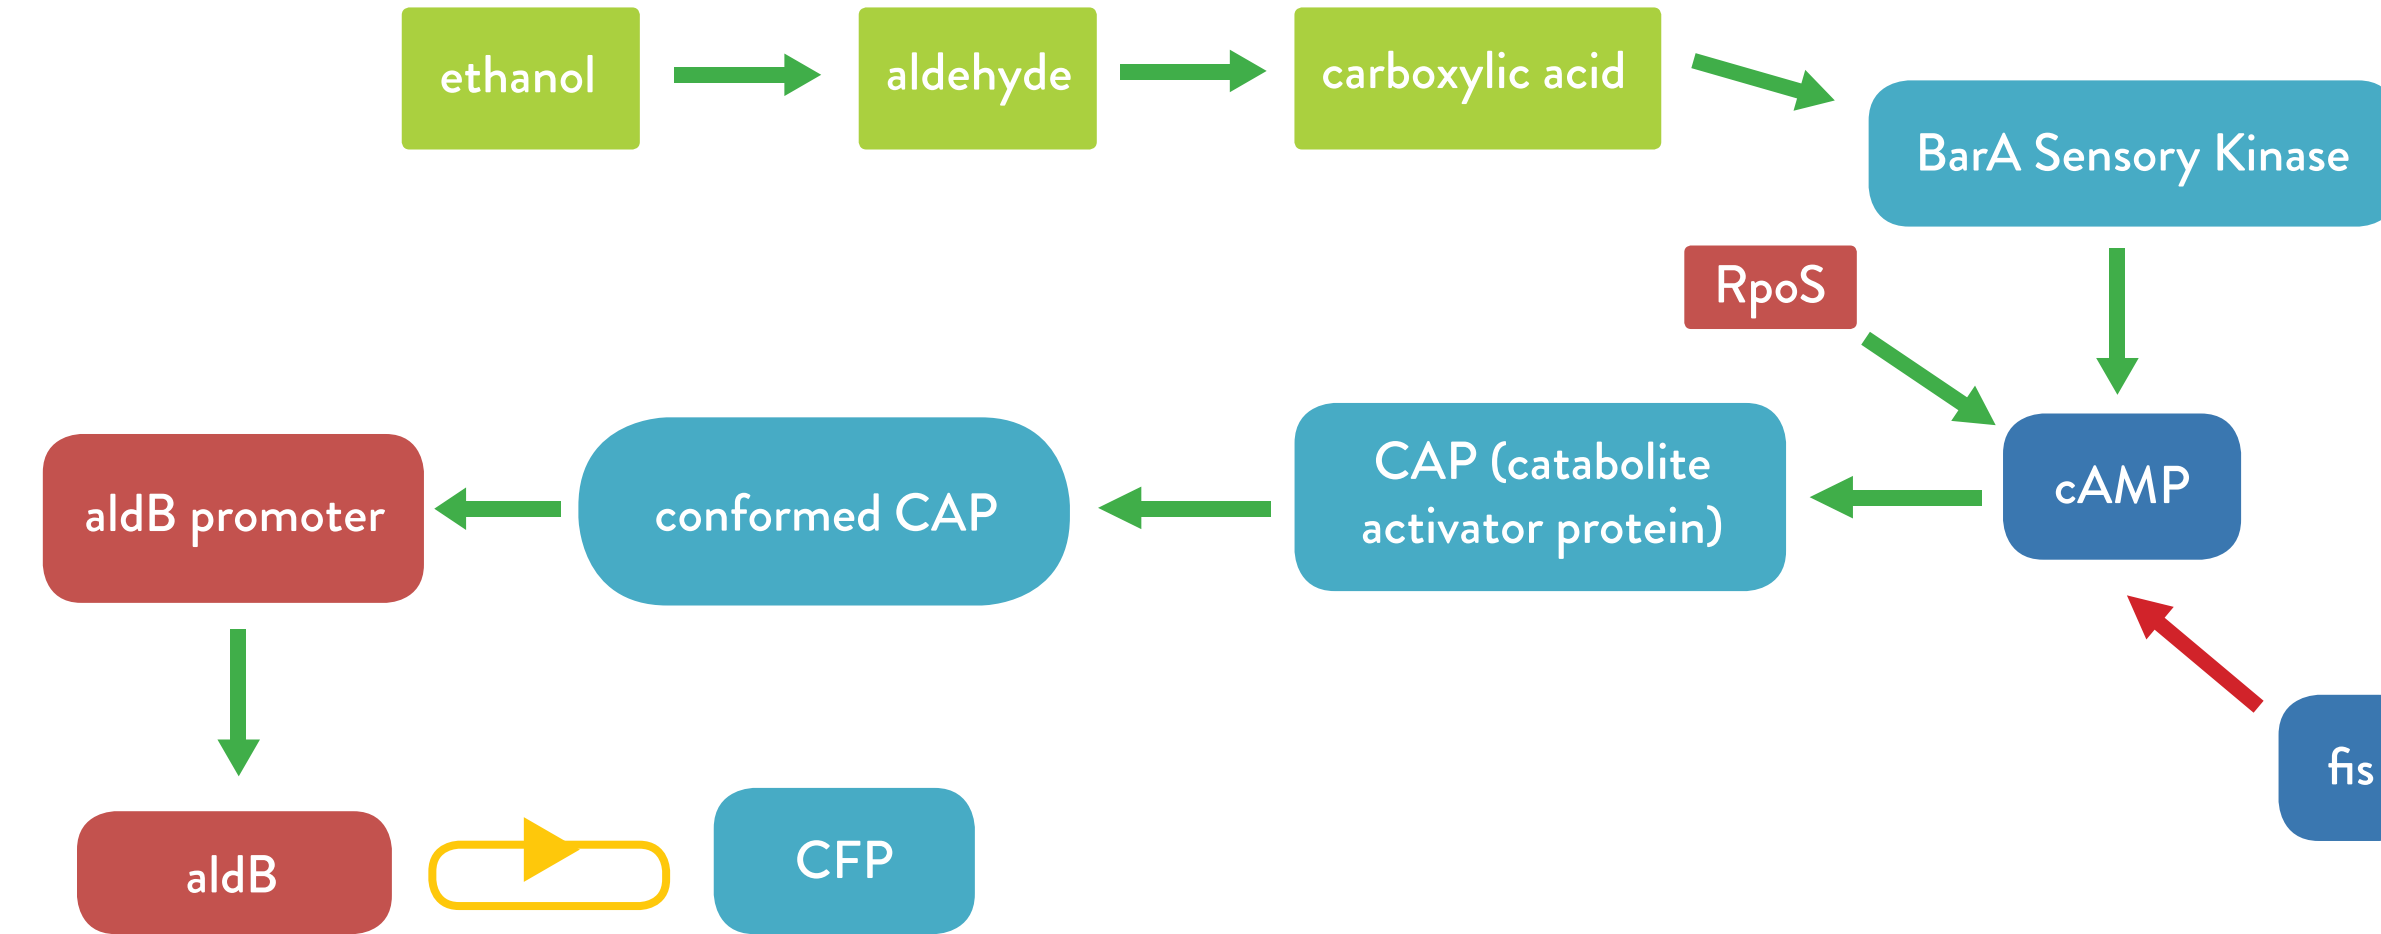 ethanol
aldehyde
carboxylic acid
BarA Sensory Kinase
RpoS
cAMP
CAP (catabolite
activator protein)
conformed CAP
aldB promoter
fis
aldB
CFP